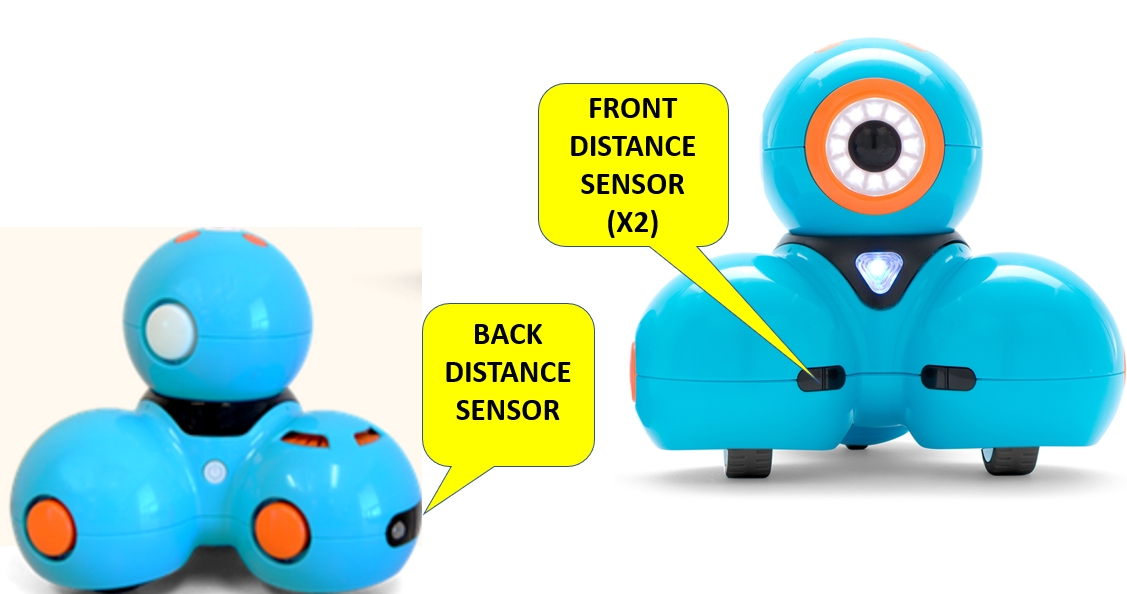 FRONT
DISTANCE
SENSOR
(X2)
BACK
DISTANCE
SENSOR